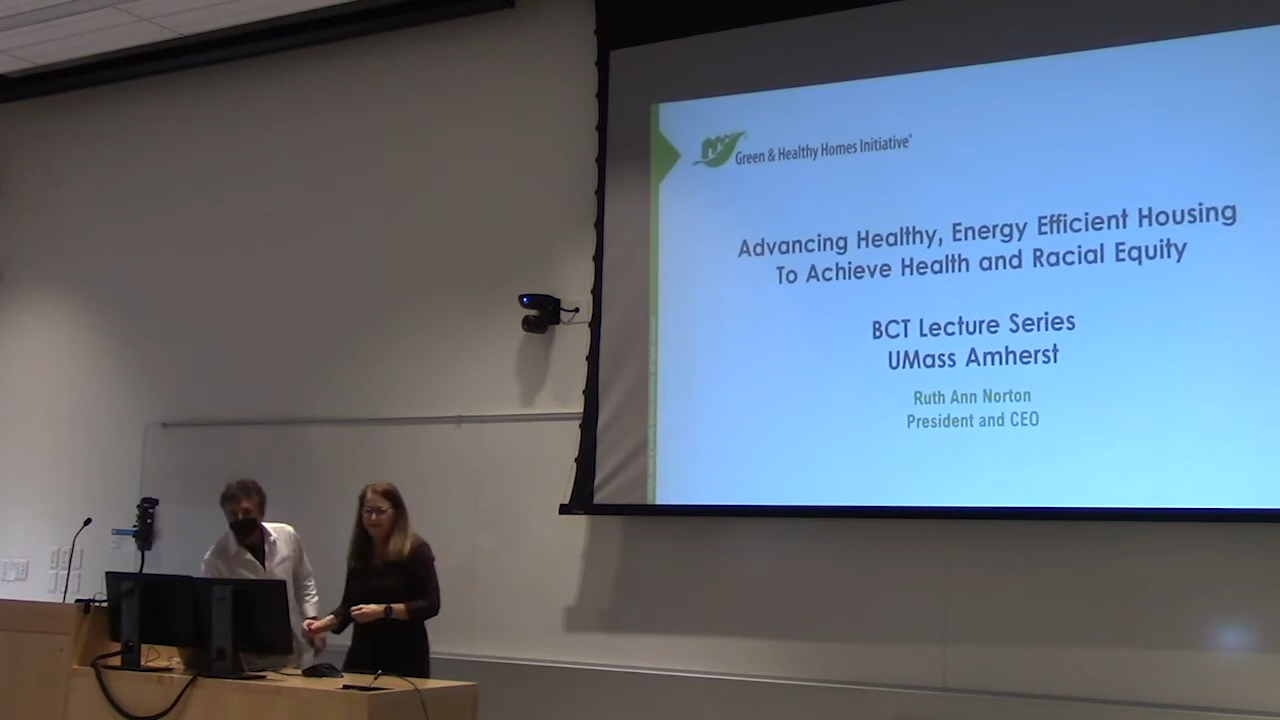 Green & Healthy Homes Initiative®
Advancing Healthy, Energy Efficient Housing
To Achieve Health and Racial Equity
BCT Lecture Series
UMass Amherst
Ruth Ann Norton
President and CEO